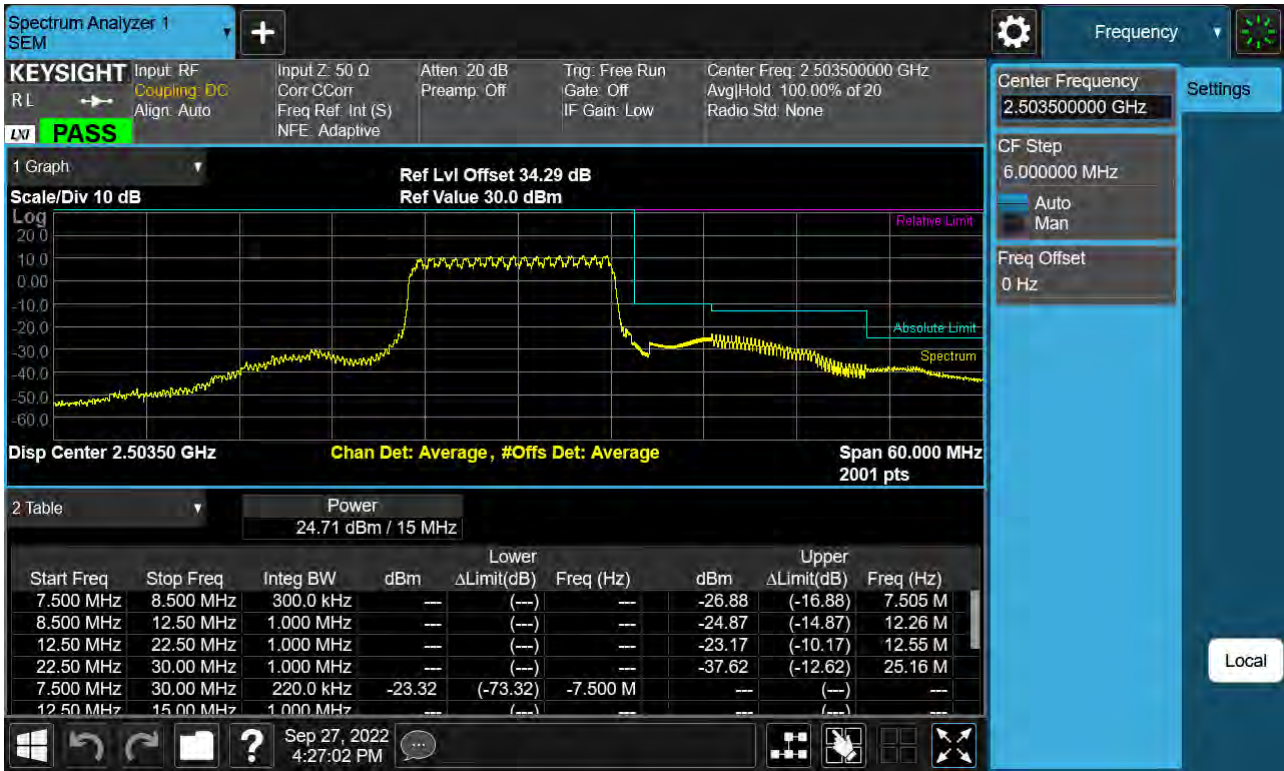 Spectrum Analyzer 1
SEM
Frequency
KEYSIGHT
RL
LXI
PASS
Input: RF
Coupling: DC
Align: Auto
Input Z: 50 Ω
Corr CCorr
Freq Ref: Int (S)
NFE: Adaptive
Atten: 20 dB
Preamp: Off
Trig: Free Run
Gate: Off
IF Gain: Low
Center Freq: 2.503500000 GHz
Avg|Hold: 100.00% of 20
Radio Std: None
Center Frequency
2.503500000 GHz
Settings
CF Step
6.000000 MHz
Auto
Man
Freq Offset
0 Hz
1 Graph
Ref Lvl Offset 34.29 dB
Scale/Div 10 dB
Ref Value 30.0 dBm
Log
20.0
10.0
0.00
-10.0
-20.0
-30.0
-40.0
-50.0
-60.0
Relative Limit
Absolute Limit
Spectrum
Disp Center 2.50350 GHz
Chan Det: Average, #Offs Det: Average
Span 60.000 MHz
2001 pts
2 Table
Power
24.71 dBm / 15 MHz
Lower Upper
Start Freq Stop Freq Integ BW dBm ΔLimit(dB) Freq (Hz) dBm ΔLimit(dB) Freq (Hz)
7.500 MHz 8.500 MHz 300.0 kHz --- (---) --- -26.88 (-16.88) 7.505 M
8.500 MHz 12.50 MHz 1.000 MHz --- (---) --- -24.87 (-14.87) 12.26 M
12.50 MHz 22.50 MHz 1.000 MHz --- (---) --- -23.17 (-10.17) 12.55 M
22.50 MHz 30.00 MHz 1.000 MHz --- (---) --- -37.62 (-12.62) 25.16 M
7.500 MHz 30.00 MHz 220.0 kHz -23.32 (-73.32) -7.500 M --- (---) ---
12.50 MHz 15.00 MHz 1.000 MHz --- (---) --- --- (---) ---
Local
Sep 27, 2022
4:27:02 PM